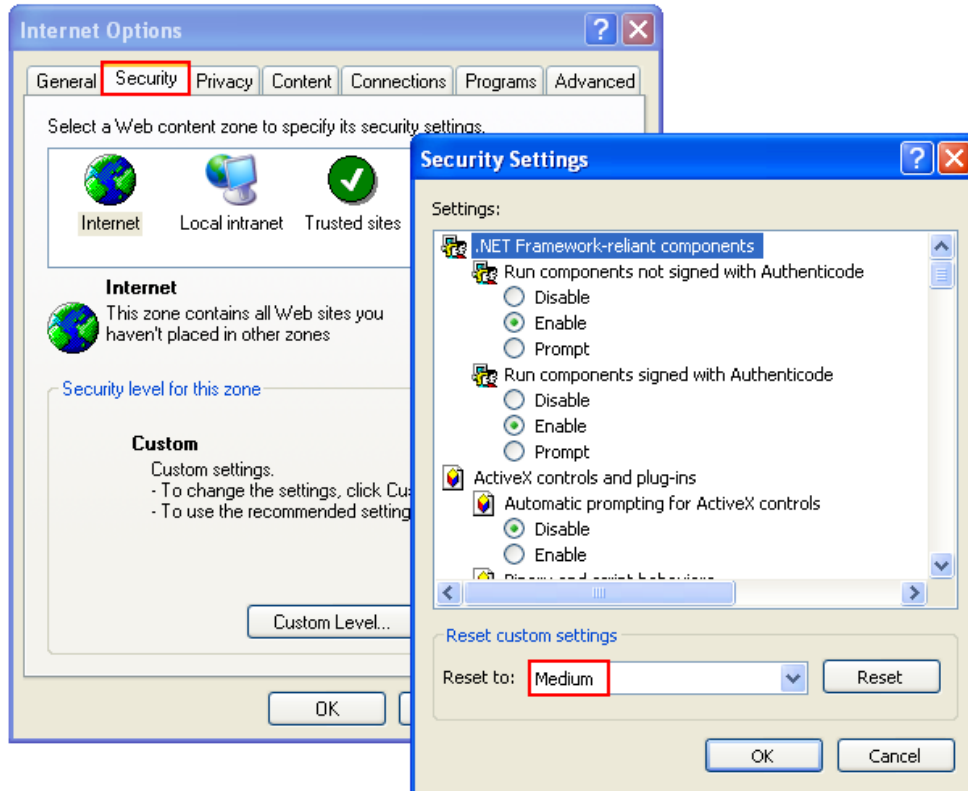 Internet Options
General Security Privacy Content Connections Programs Advanced
Select a Web content zone to specify its security settings.
Internet Local intranet Trusted sites
Internet
This zone contains all Web sites you
haven't placed in other zones
Security level for this zone
Custom
Custom settings.
- To change the settings, click Cu
- To use the recommended setting
Custom Level...
OK
Security Settings
Settings:
.NET Framework-reliant components
Run components not signed with Authenticode
Disable
Enable
Prompt
Run components signed with Authenticode
Disable
Enable
Prompt
ActiveX controls and plug-ins
Automatic prompting for ActiveX controls
Disable
Enable
Binary and script behaviors
Reset custom settings
Reset to: Medium Reset
OK Cancel